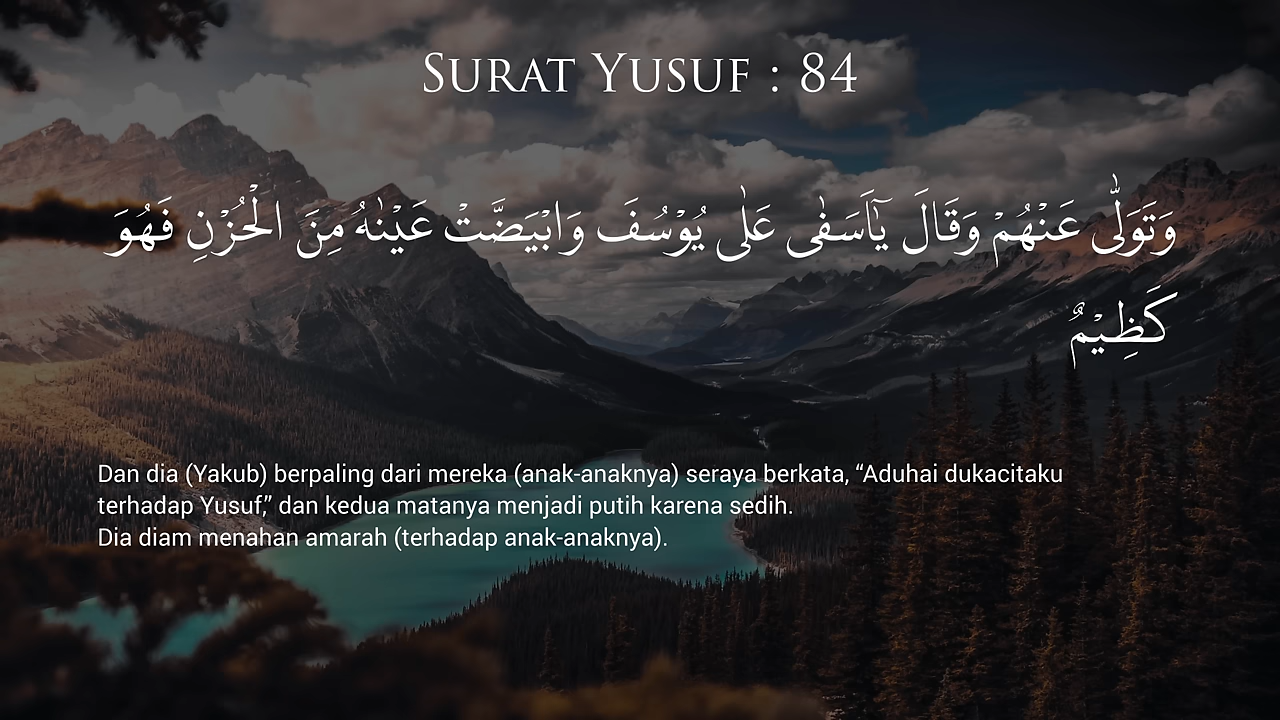 SURAT YUSUF : 84
وَتَوَلّٰى عَنْهُمْ وَقَالَ يٰٓاَسَفٰى عَلٰى يُوْسُفَ وَابْيَضَّتْ عَيْنٰهُ مِنَ الْحُزْنِ فَهُوَ
كَظِيْمٌ
Dan dia (Yakub) berpaling dari mereka (anak-anaknya) seraya berkata, “Aduhai dukacitaku
terhadap Yusuf,” dan kedua matanya menjadi putih karena sedih.
Dia diam menahan amarah (terhadap anak-anaknya).